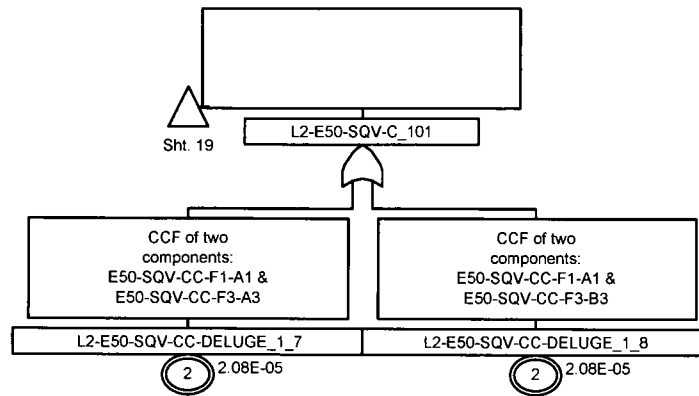 Sht. 19
L2-E50-SQV-C_101
CCF of two
components:
E50-SQV-CC-F1-A1 &
E50-SQV-CC-F3-A3
CCF of two
components:
E50-SQV-CC-F1-A1 &
E50-SQV-CC-F3-B3
L2-E50-SQV-CC-DELUGE_1_7
L2-E50-SQV-CC-DELUGE_1_8
2
2.08E-05
2
2.08E-05